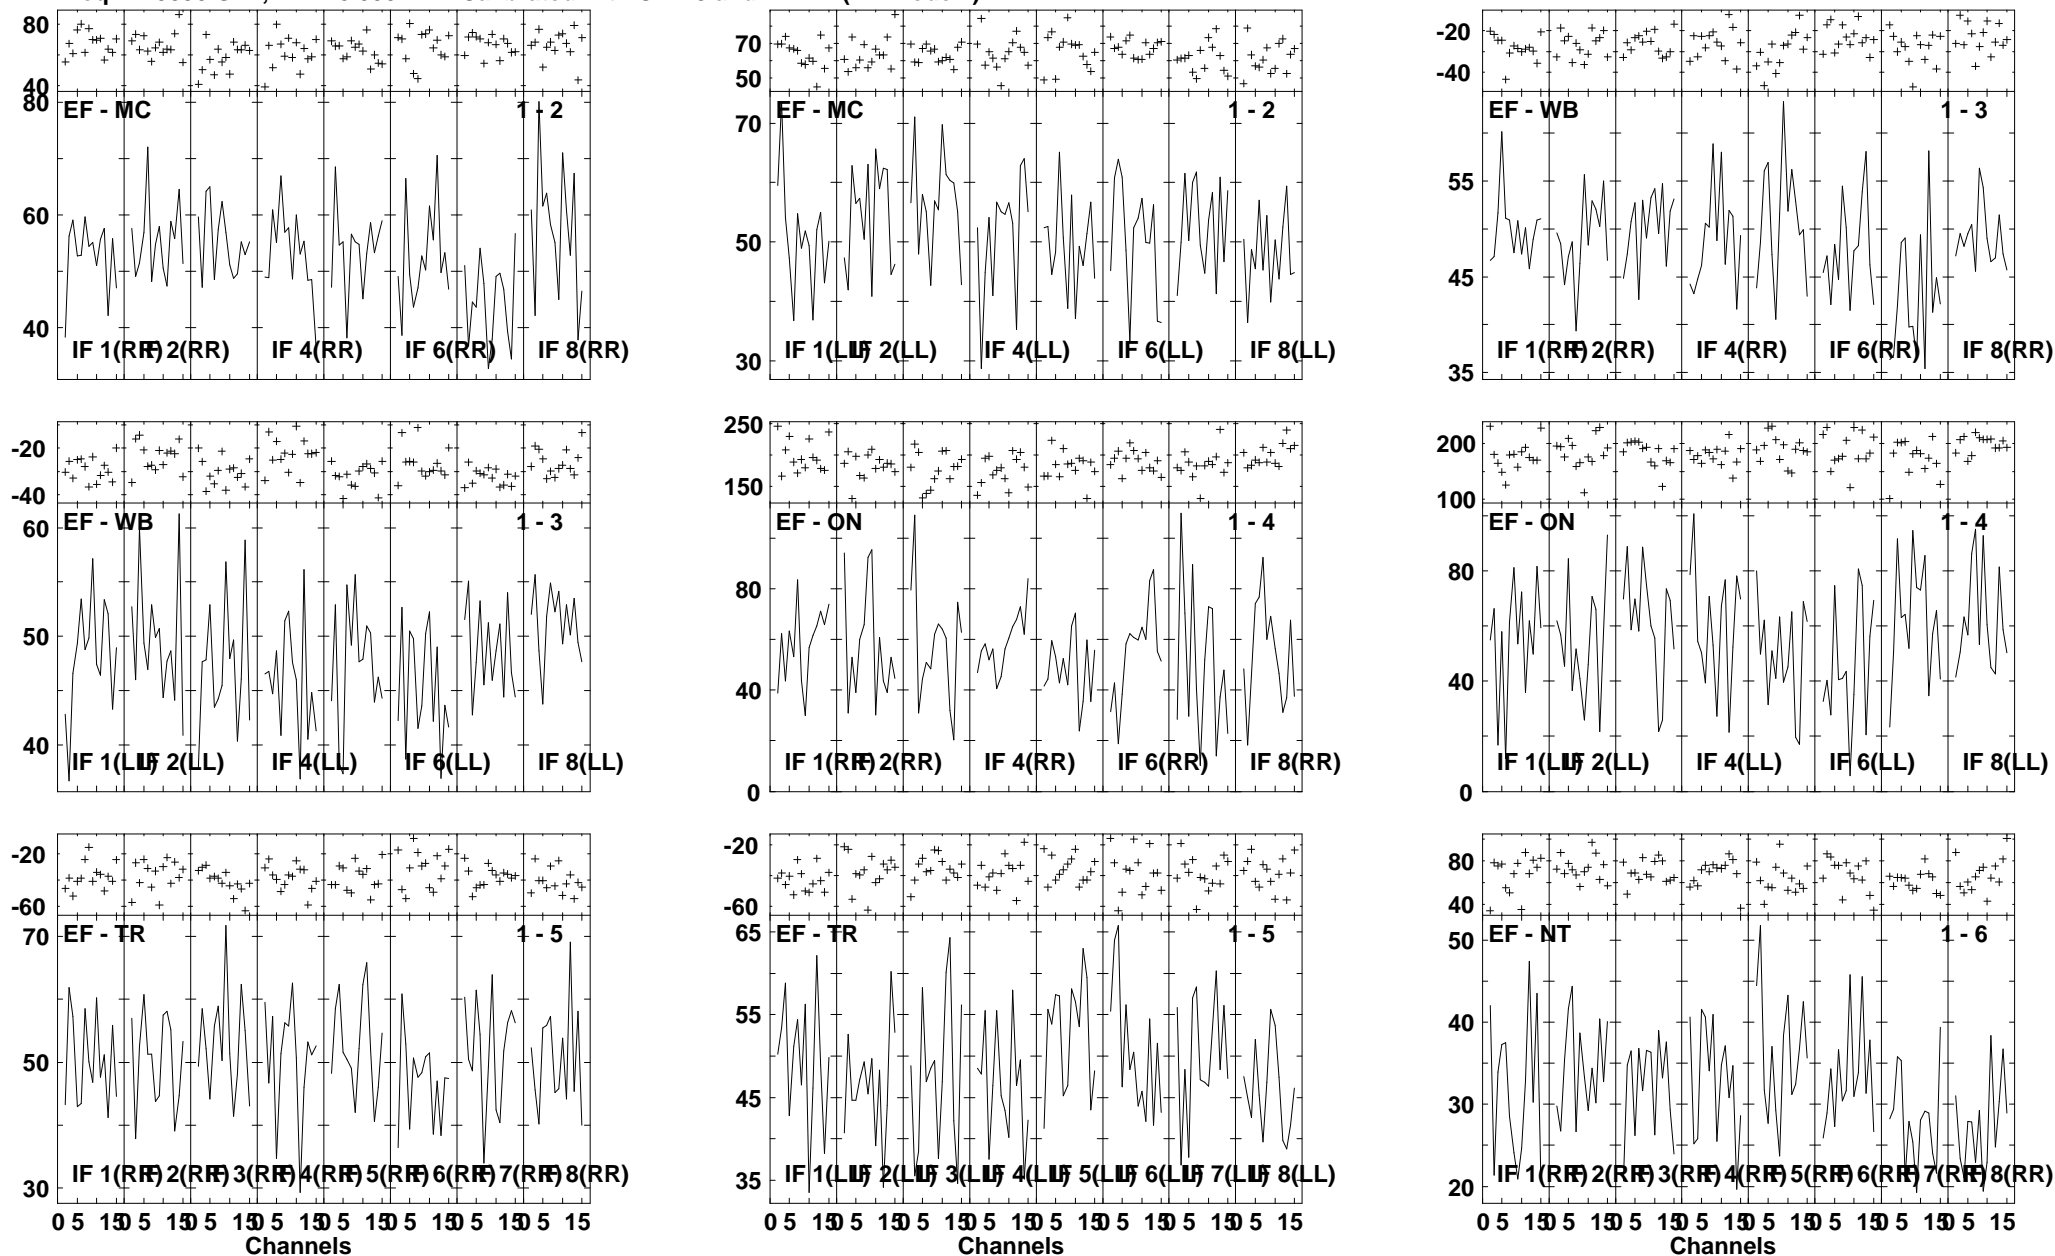 80
40
80
60
40
EF - MC
1 - 2
IF 1(RR)
IF 2(RR)
IF 4(RR)
IF 6(RR)
IF 8(RR)
70
50
70
50
30
EF - MC
1 - 2
IF 1(LL)
IF 2(LL)
IF 4(LL)
IF 6(LL)
IF 8(LL)
-20
-40
55
45
35
EF - WB
1 - 3
IF 1(RR)
IF 2(RR)
IF 4(RR)
IF 6(RR)
IF 8(RR)
-20
-40
60
50
40
EF - WB
1 - 3
IF 1(LL)
IF 2(LL)
IF 4(LL)
IF 6(LL)
IF 8(LL)
250
150
80
40
0
EF - ON
1 - 4
IF 1(RR)
IF 2(RR)
IF 4(RR)
IF 6(RR)
IF 8(RR)
200
100
80
40
0
EF - ON
1 - 4
IF 1(LL)
IF 2(LL)
IF 4(LL)
IF 6(LL)
IF 8(LL)
-20
-60
70
50
30
EF - TR
1 - 5
IF 1(RR)
IF 2(RR)
IF 3(RR)
IF 4(RR)
IF 5(RR)
IF 6(RR)
IF 7(RR)
IF 8(RR)
0 5 15 0 5 15 0 5 15 0 5 15
Channels
-20
-60
65
55
45
35
EF - TR
1 - 5
IF 1(LL)
IF 2(LL)
IF 3(LL)
IF 4(LL)
IF 5(LL)
IF 6(LL)
IF 7(LL)
IF 8(LL)
0 5 15 0 5 15 0 5 15 0 5 15
Channels
80
40
50
40
30
20
EF - NT
1 - 6
IF 1(RR)
IF 2(RR)
IF 3(RR)
IF 4(RR)
IF 5(RR)
IF 6(RR)
IF 7(RR)
IF 8(RR)
0 5 15 0 5 15 0 5 15 0 5 15
Channels